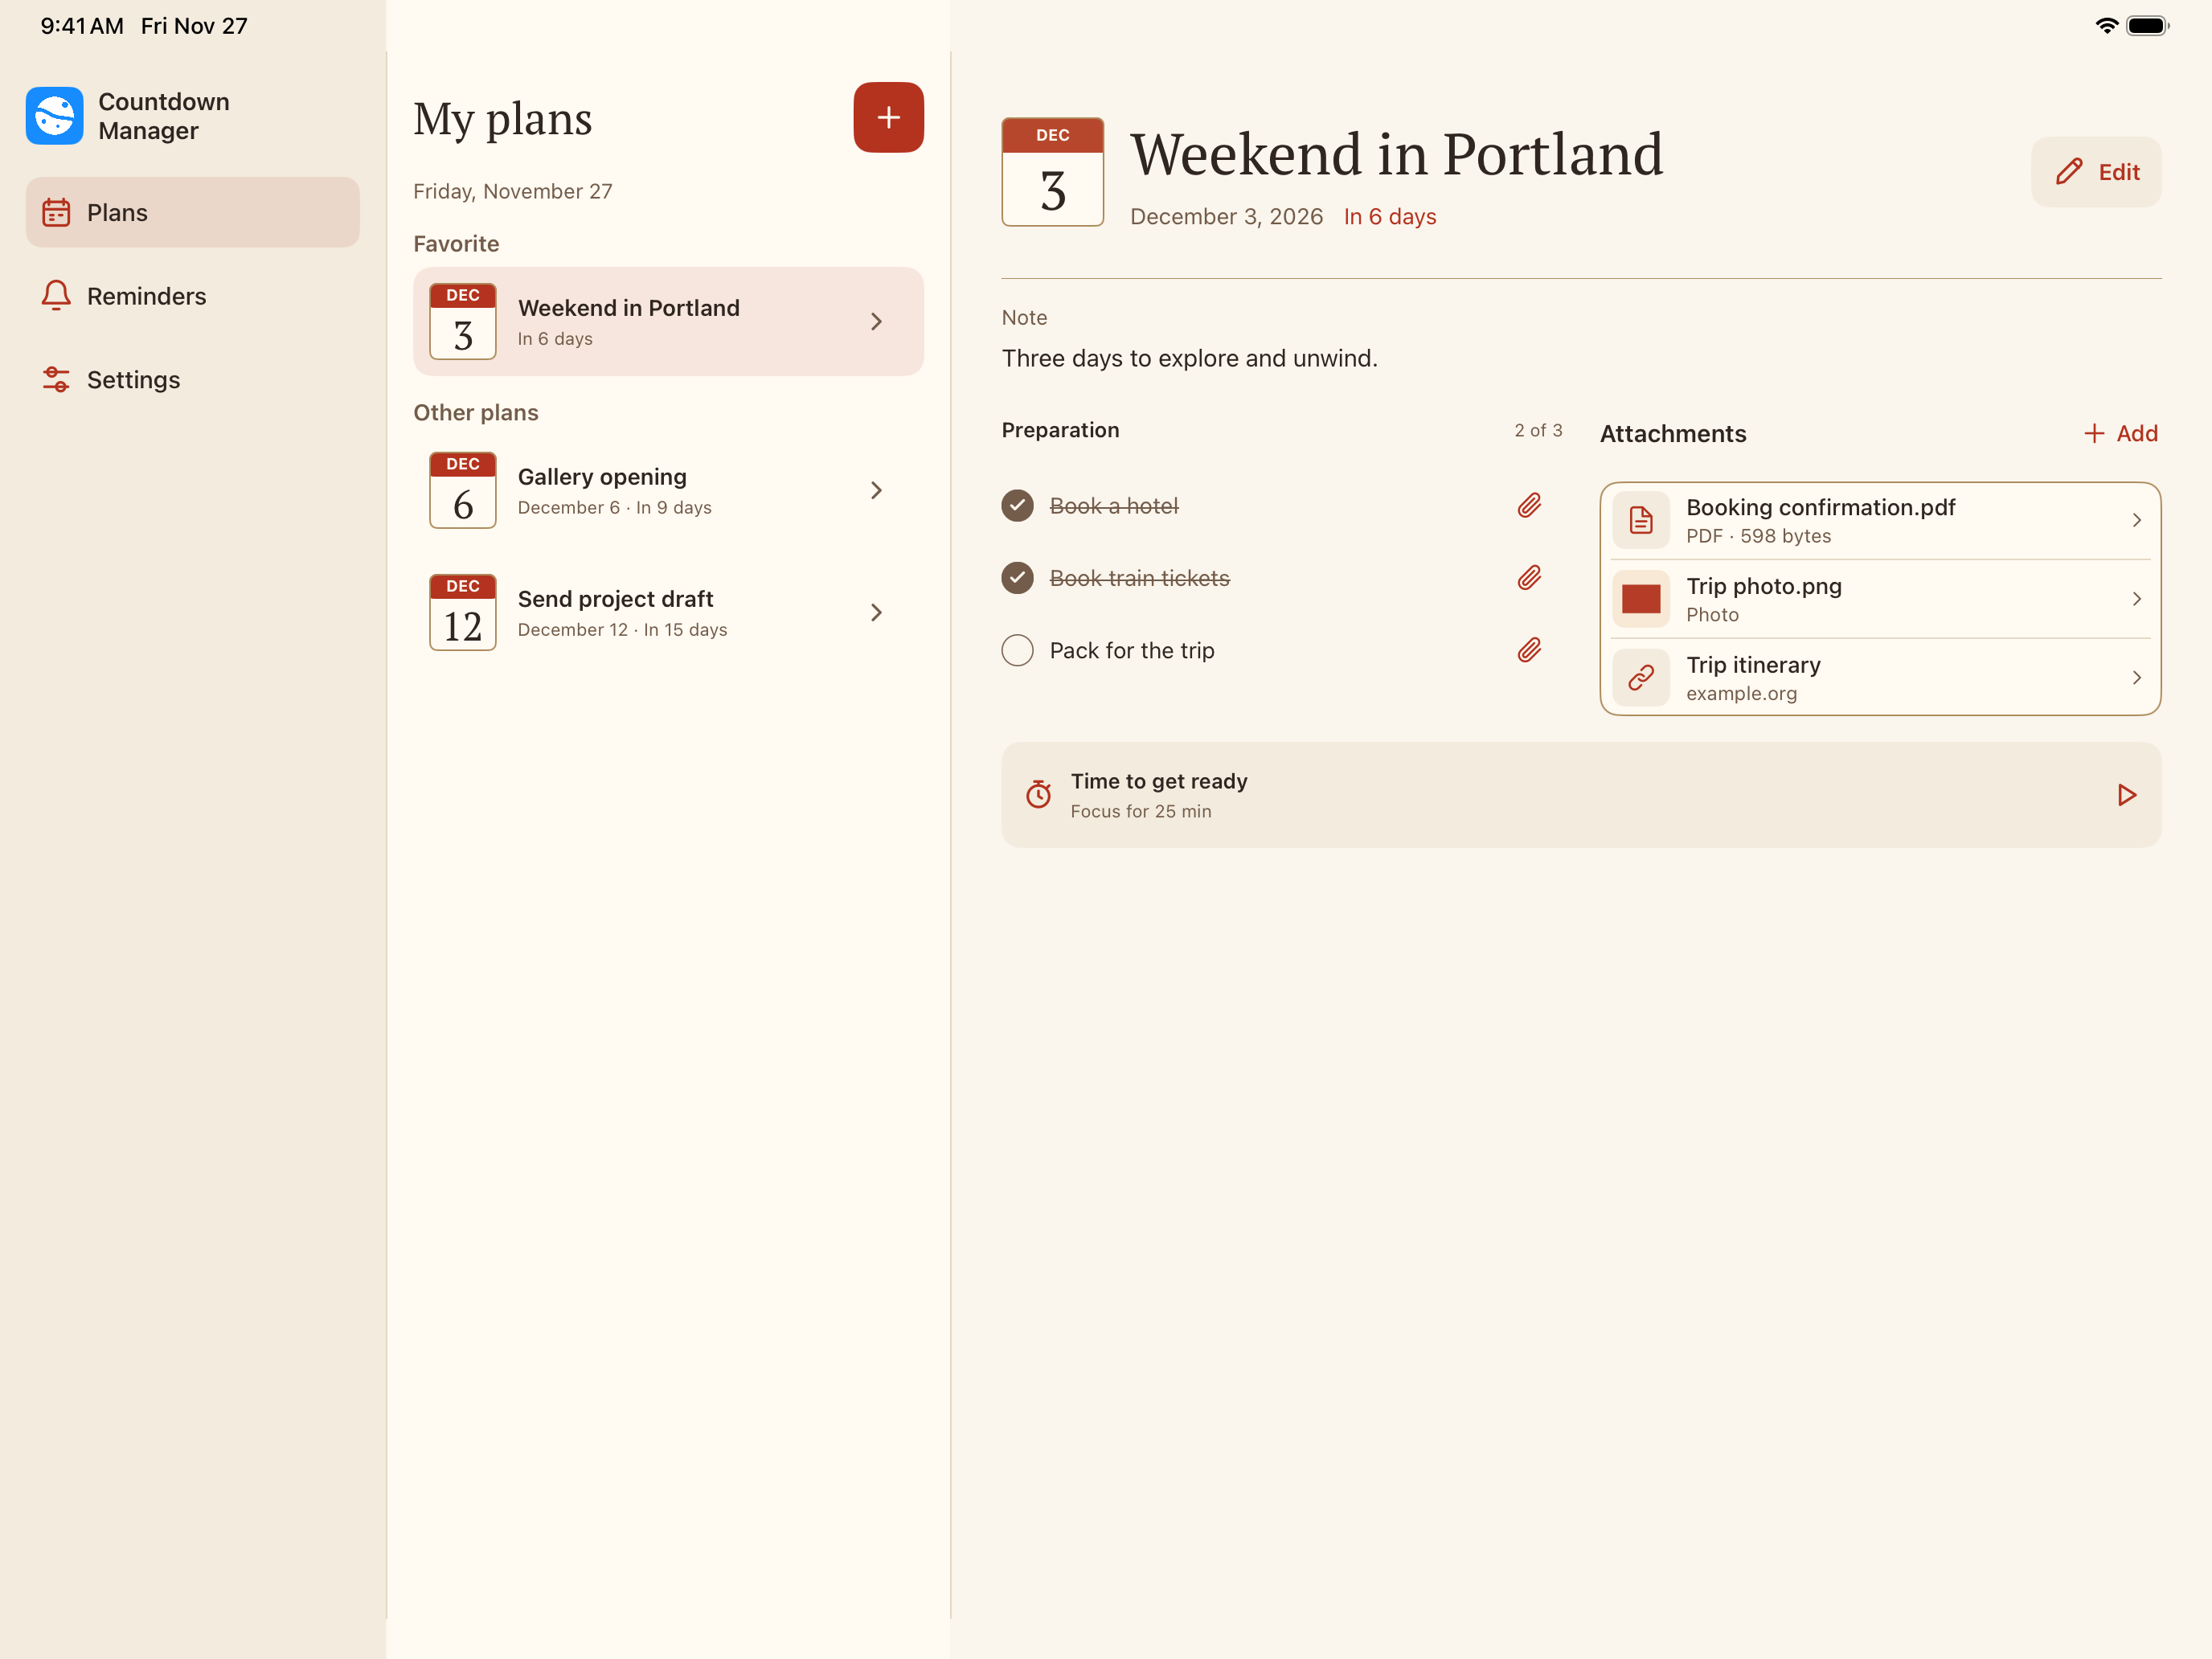 9:41 AM Fri Nov 27
Countdown
Manager
Plans
Reminders
Settings
My plans
Friday, November 27
Favorite
DEC
3
Weekend in Portland
In 6 days
Other plans
DEC
6
Gallery opening
December 6 · In 9 days
DEC
12
Send project draft
December 12 · In 15 days
DEC
3
Weekend in Portland
December 3, 2026 In 6 days
Edit
Note
Three days to explore and unwind.
Preparation 2 of 3
Book a hotel
Book train tickets
Pack for the trip
Attachments
Add
Booking confirmation.pdf
PDF · 598 bytes
Trip photo.png
Photo
Trip itinerary
example.org
Time to get ready
Focus for 25 min